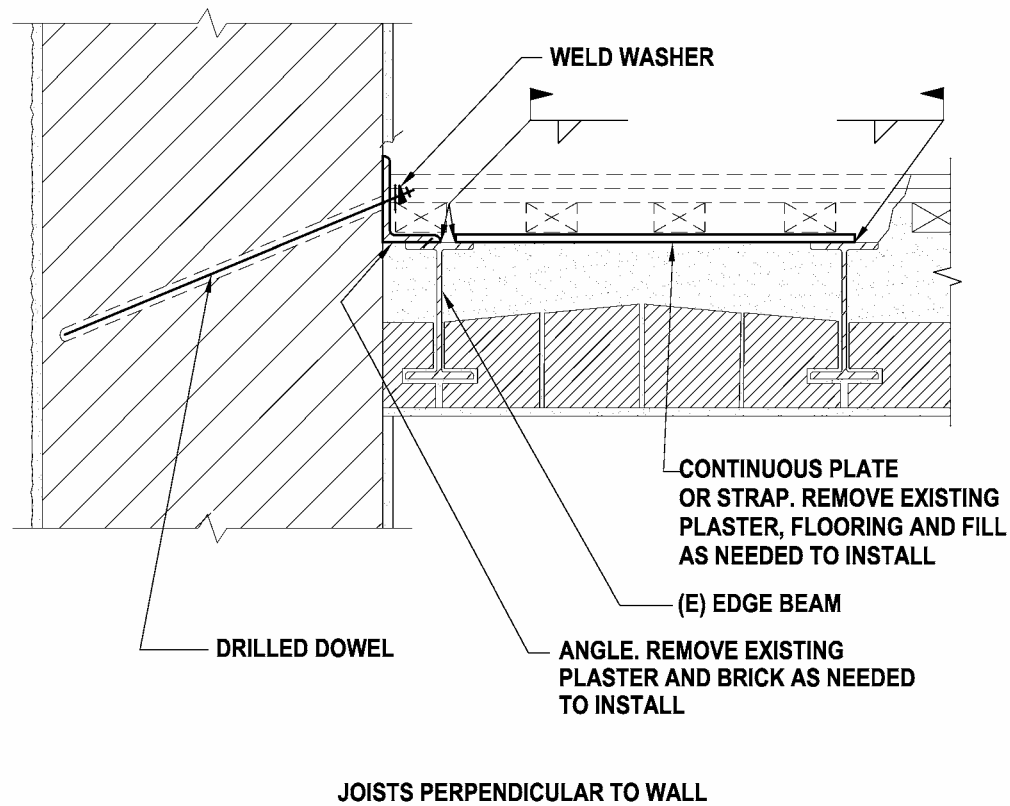 WELD WASHER
CONTINUOUS PLATE
OR STRAP. REMOVE EXISTING
PLASTER, FLOORING AND FILL
AS NEEDED TO INSTALL
(E) EDGE BEAM
DRILLED DOWEL
ANGLE. REMOVE EXISTING
PLASTER AND BRICK AS NEEDED
TO INSTALL
JOISTS PERPENDICULAR TO WALL